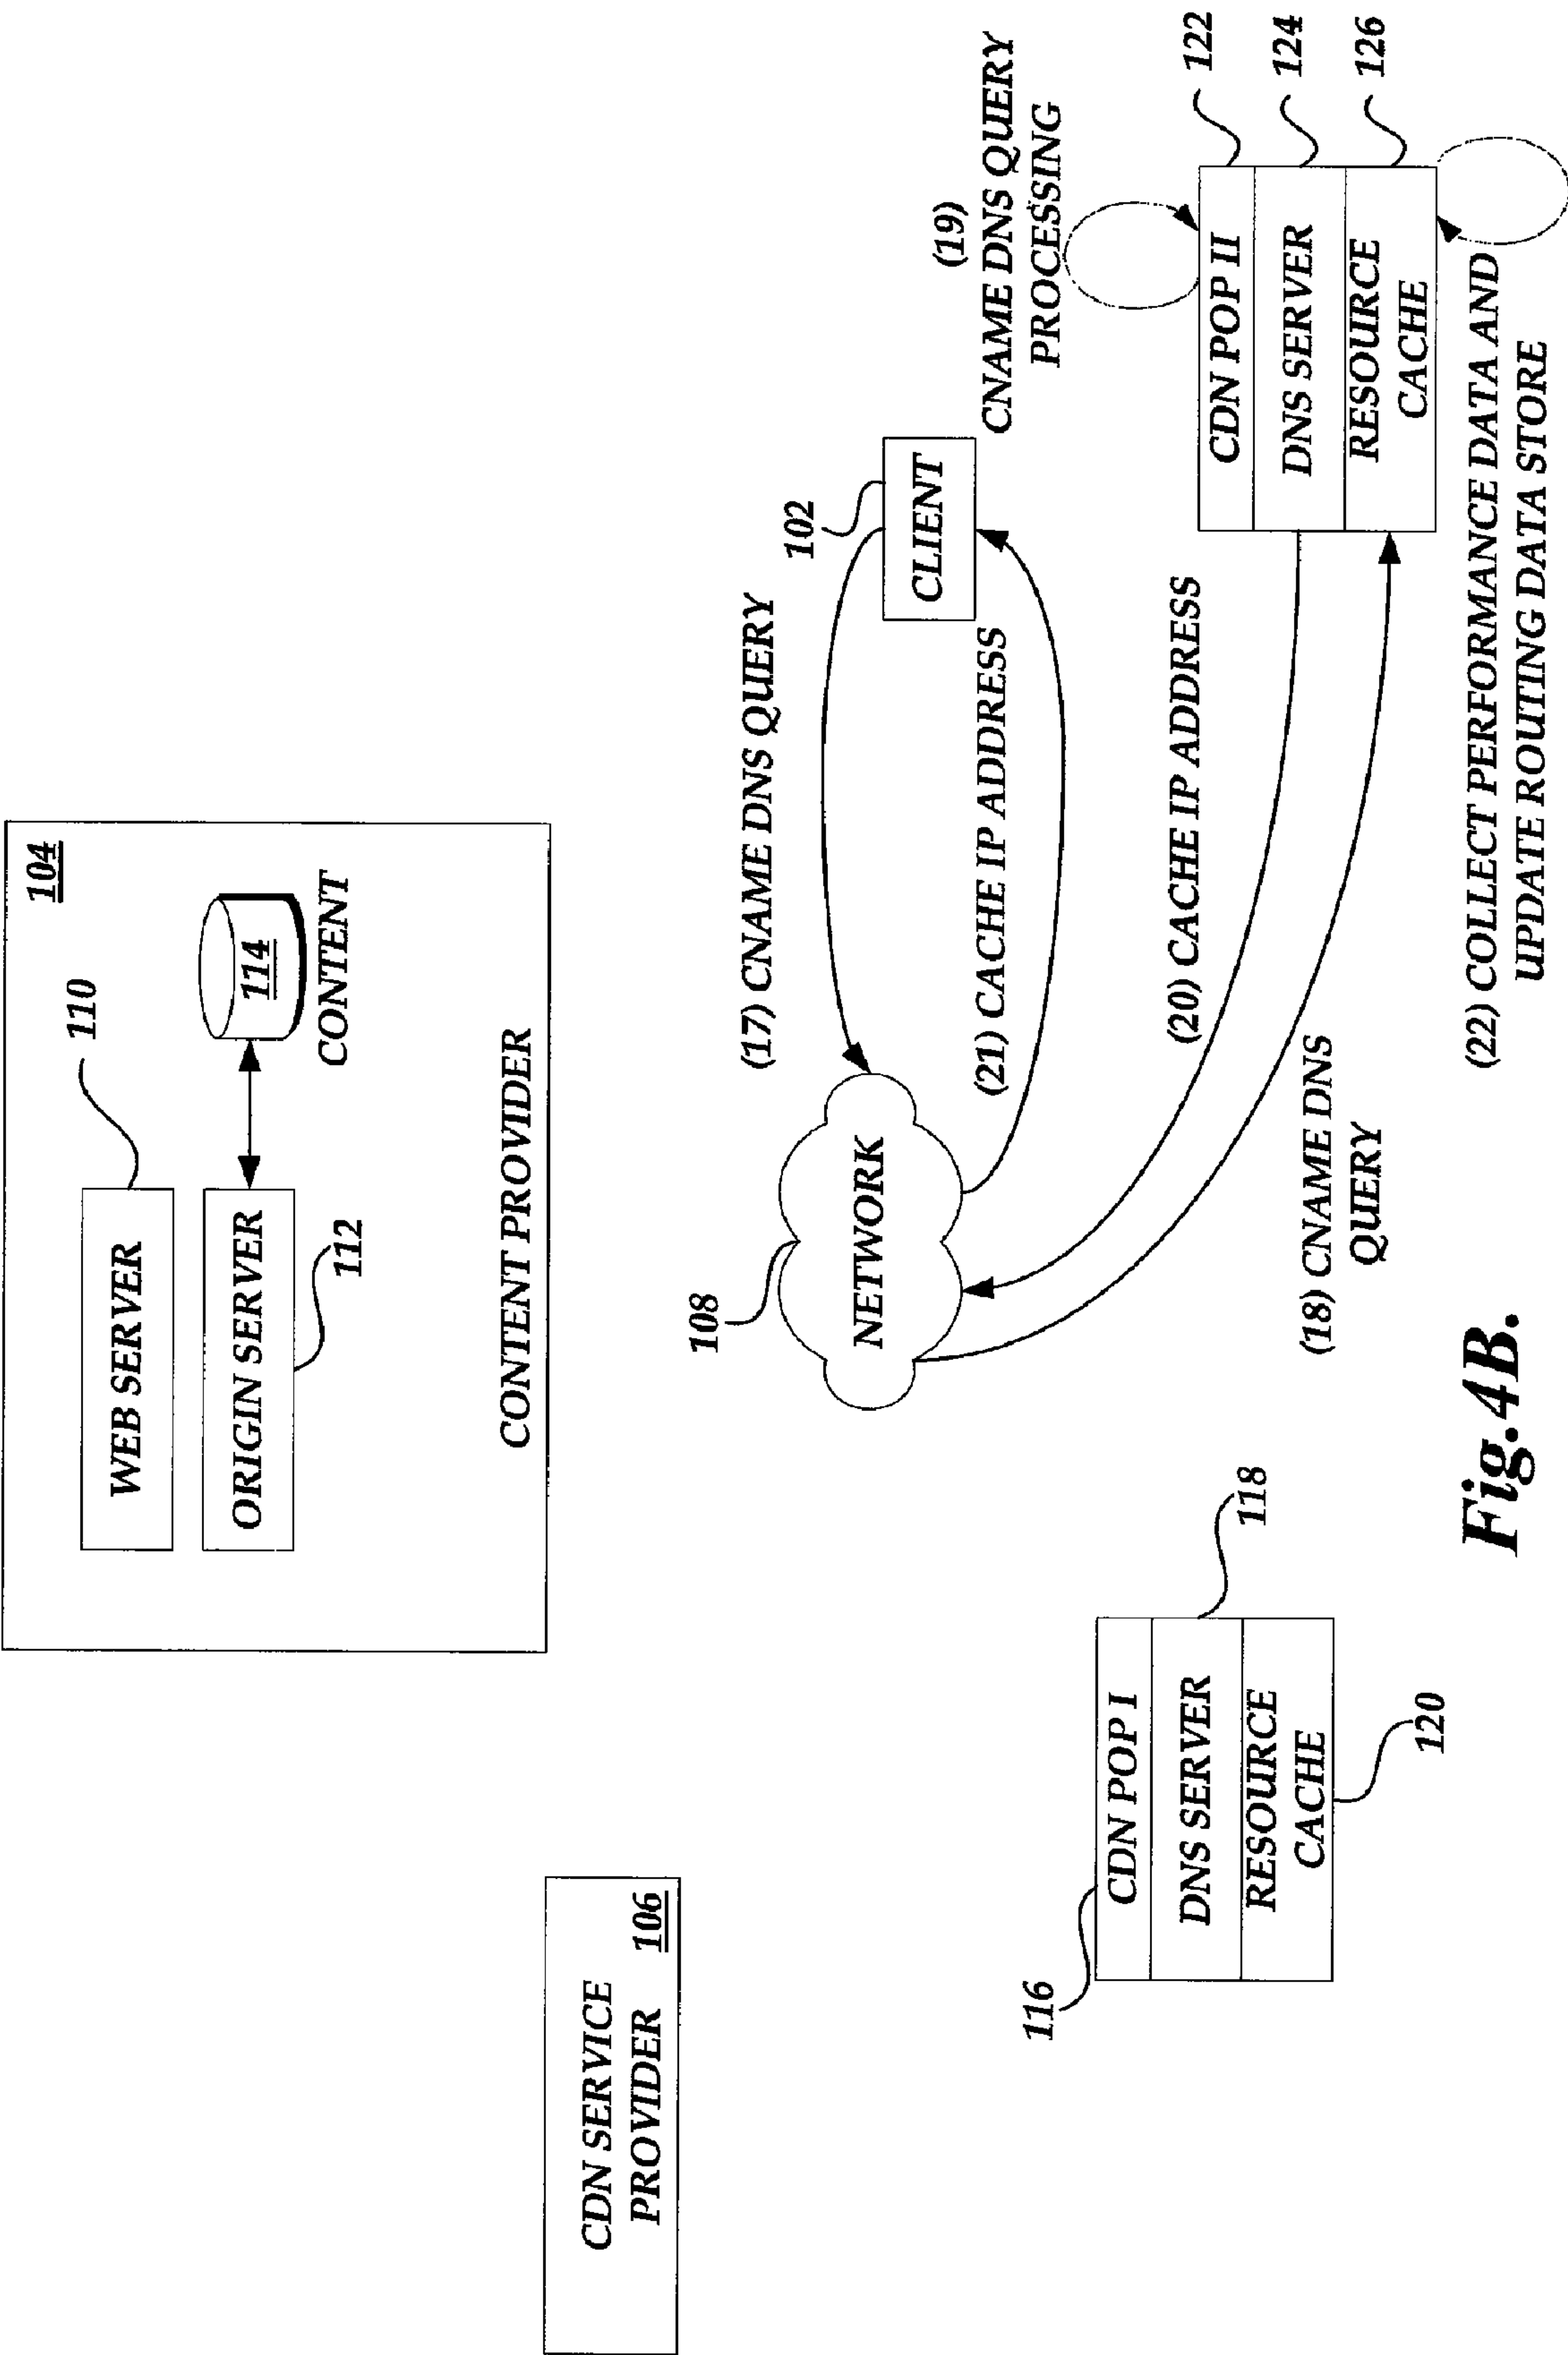 104
110
WEB SERVER
ORIGIN SERVER
112
114
CONTENT
CONTENT PROVIDER
CDN SERVICE
PROVIDER
106
108
NETWORK
(17) CNAME DNS QUERY
102
CLIENT
(21) CACHE IP ADDRESS
(19)
CNAME DNS QUERY
PROCESSING
(20) CACHE IP ADDRESS
(18) CNAME DNS
QUERY
116
CDN POP I
DNS SERVER
118
RESOURCE
CACHE
120
CDN POP II
122
DNS SERVER
124
RESOURCE
CACHE
126
(22) COLLECT PERFORMANCE DATA AND
UPDATE ROUTING DATA STORE
Fig.4B.